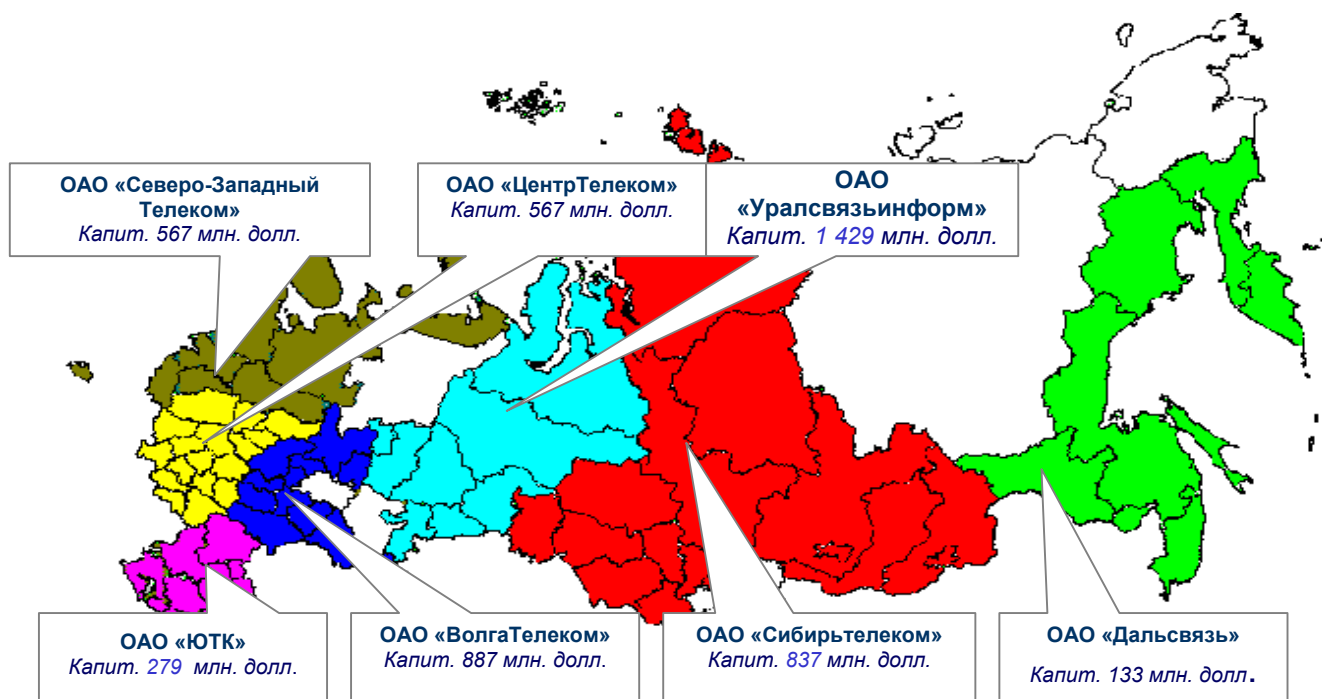 ОАО «Северо-Западный
Телеком»
Капит. 567 млн. долл.
ОАО «ЦентрТелеком»
Капит. 567 млн. долл.
ОАО
«Уралсвязьинформ»
Капит. 1 429 млн. долл.
ОАО «ЮТК»
Капит. 279 млн. долл.
ОАО «ВолгаТелеком»
Капит. 887 млн. долл.
ОАО «Сибирьтелеком»
Капит. 837 млн. долл.
ОАО «Дальсвязь»
Капит. 133 млн. долл.